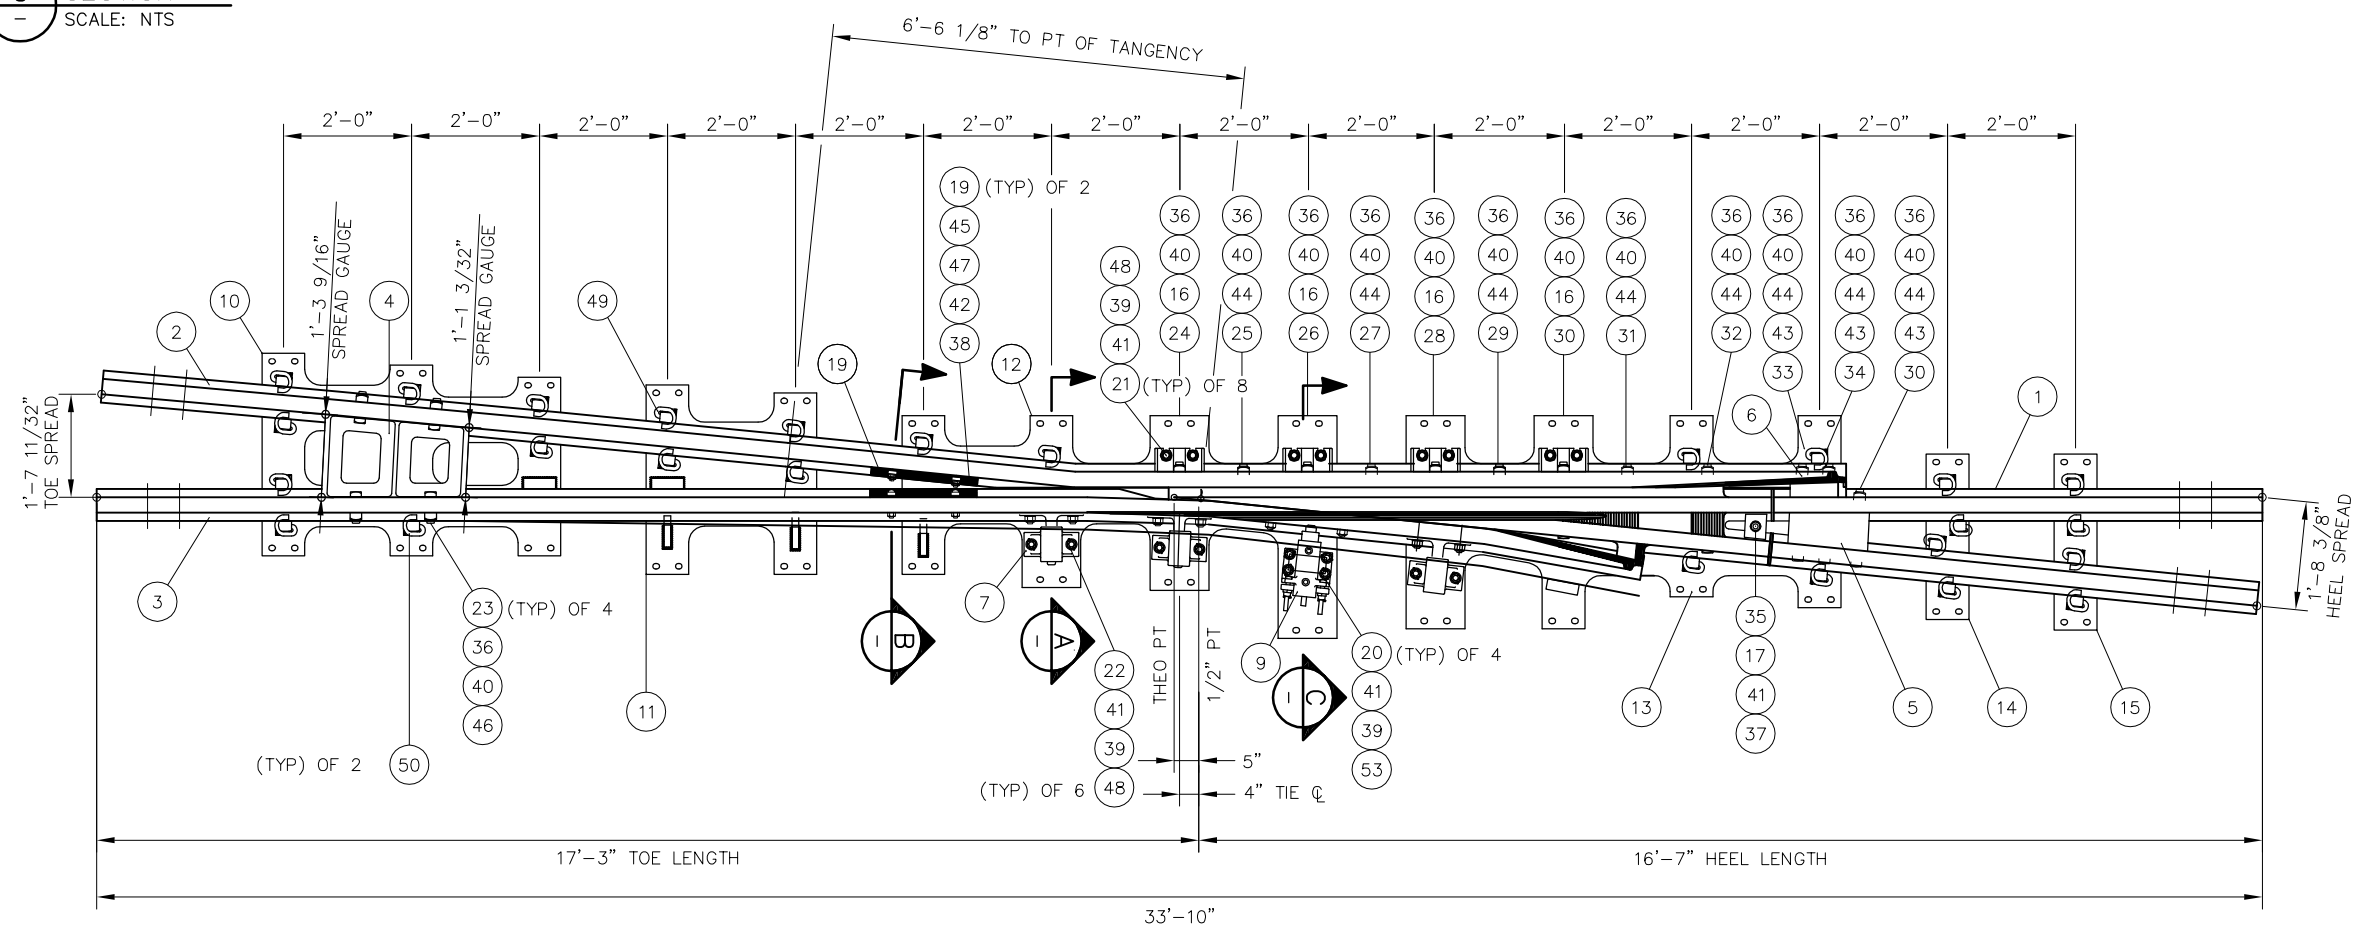 SCALE: NTS
–
6'-6 1/8" TO PT OF TANGENCY
2'-0" 2'-0" 2'-0" 2'-0" 2'-0" 2'-0" 2'-0" 2'-0" 2'-0" 2'-0" 2'-0" 2'-0" 2'-0" 2'-0"
19 (TYP) OF 2
45
47
42
38
48
39
41
21 (TYP) OF 8
36 36 36 36 36 36 36 36 36 36 36 36
40 40 40 40 40 40 40 40 40 40 40 40
16 44 16 44 16 44 16 44 44 44 44 44
24 25 26 27 28 29 30 31 32 43 43 43
33 34 30
1'-3 9/16"
SPREAD GAUGE
1'-1 3/32"
SPREAD GAUGE
10
4
49
2
19
12
6
1
1'-7 11/32"
TOE SPREAD
1'-8 3/8"
HEEL SPREAD
3
23 (TYP) OF 4
36
40
46
(TYP) OF 2 50
11
B
–
7
A
–
22
41
39
(TYP) OF 6 48
THEO PT
1/2" PT
9
C
–
20 (TYP) OF 4
41
39
53
13
35
17
41
37
5
14
15
5"
4" TIE ℄
17'-3" TOE LENGTH
16'-7" HEEL LENGTH
33'-10"